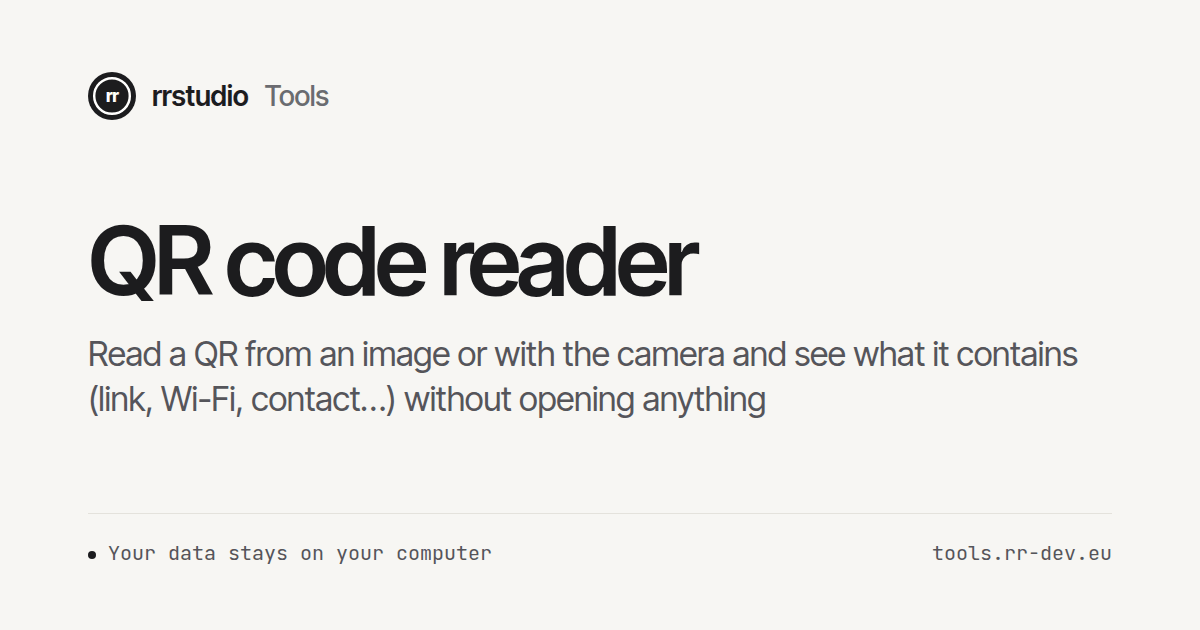 rr rrstudio Tools
QR code reader
Read a QR from an image or with the camera and see what it contains
(link, Wi-Fi, contact…) without opening anything
Your data stays on your computer
tools.rr-dev.eu